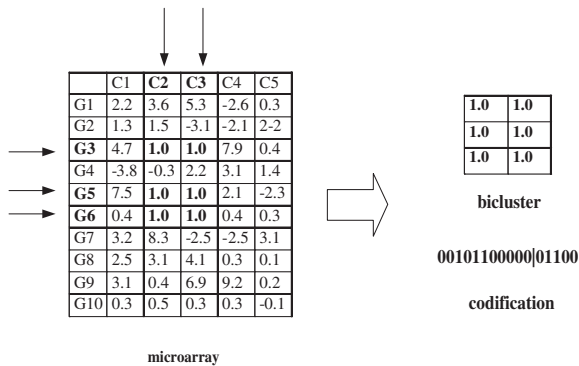 C1 C2 C3 C4 C5
G1 2.2 3.6 5.3 -2.6 0.3
G2 1.3 1.5 -3.1 -2.1 2-2
G3 4.7 1.0 1.0 7.9 0.4
G4 -3.8 -0.3 2.2 3.1 1.4
G5 7.5 1.0 1.0 2.1 -2.3
G6 0.4 1.0 1.0 0.4 0.3
G7 3.2 8.3 -2.5 -2.5 3.1
G8 2.5 3.1 4.1 0.3 0.1
G9 3.1 0.4 6.9 9.2 0.2
G10 0.3 0.5 0.3 0.3 -0.1
microarray
1.0 1.0
1.0 1.0
1.0 1.0
bicluster
00101100000|01100
codification